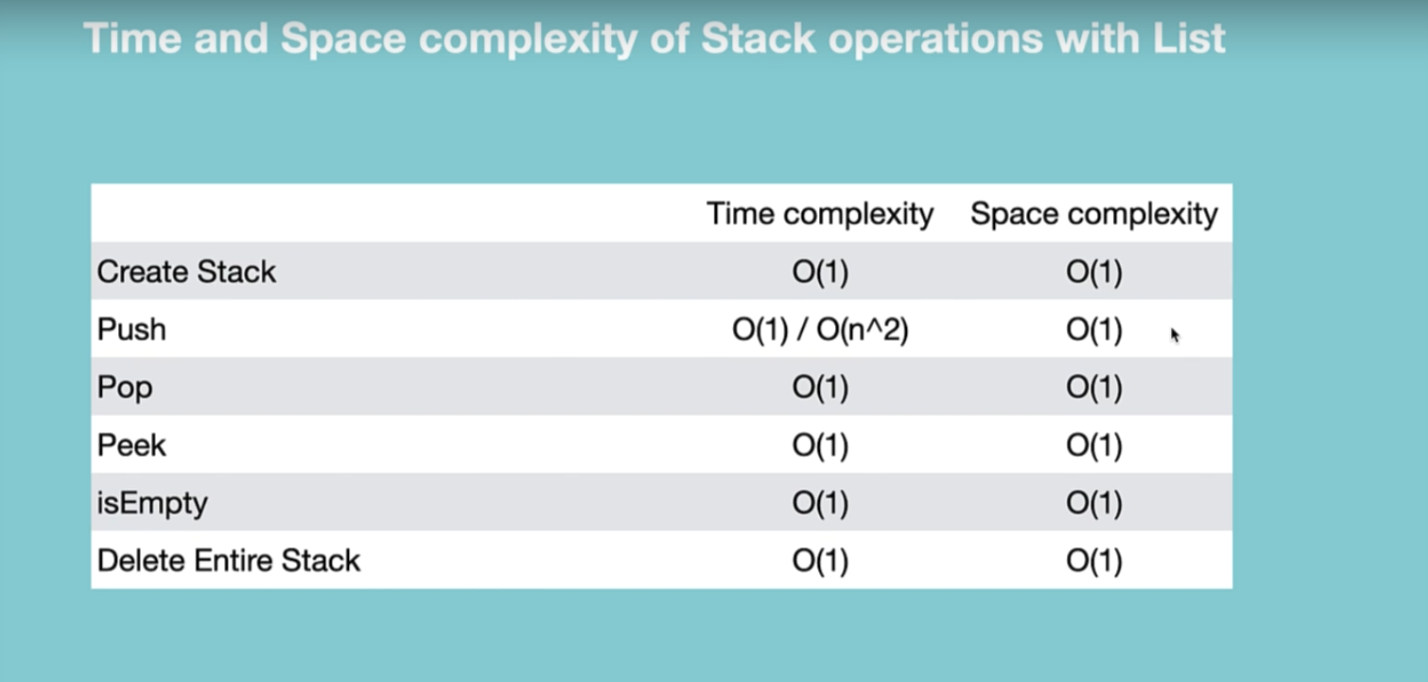 Time and Space complexity of Stack operations with List
Time complexity Space complexity
Create Stack O(1) O(1)
Push O(1) / O(n^2) O(1)
Pop O(1) O(1)
Peek O(1) O(1)
isEmpty O(1) O(1)
Delete Entire Stack O(1) O(1)